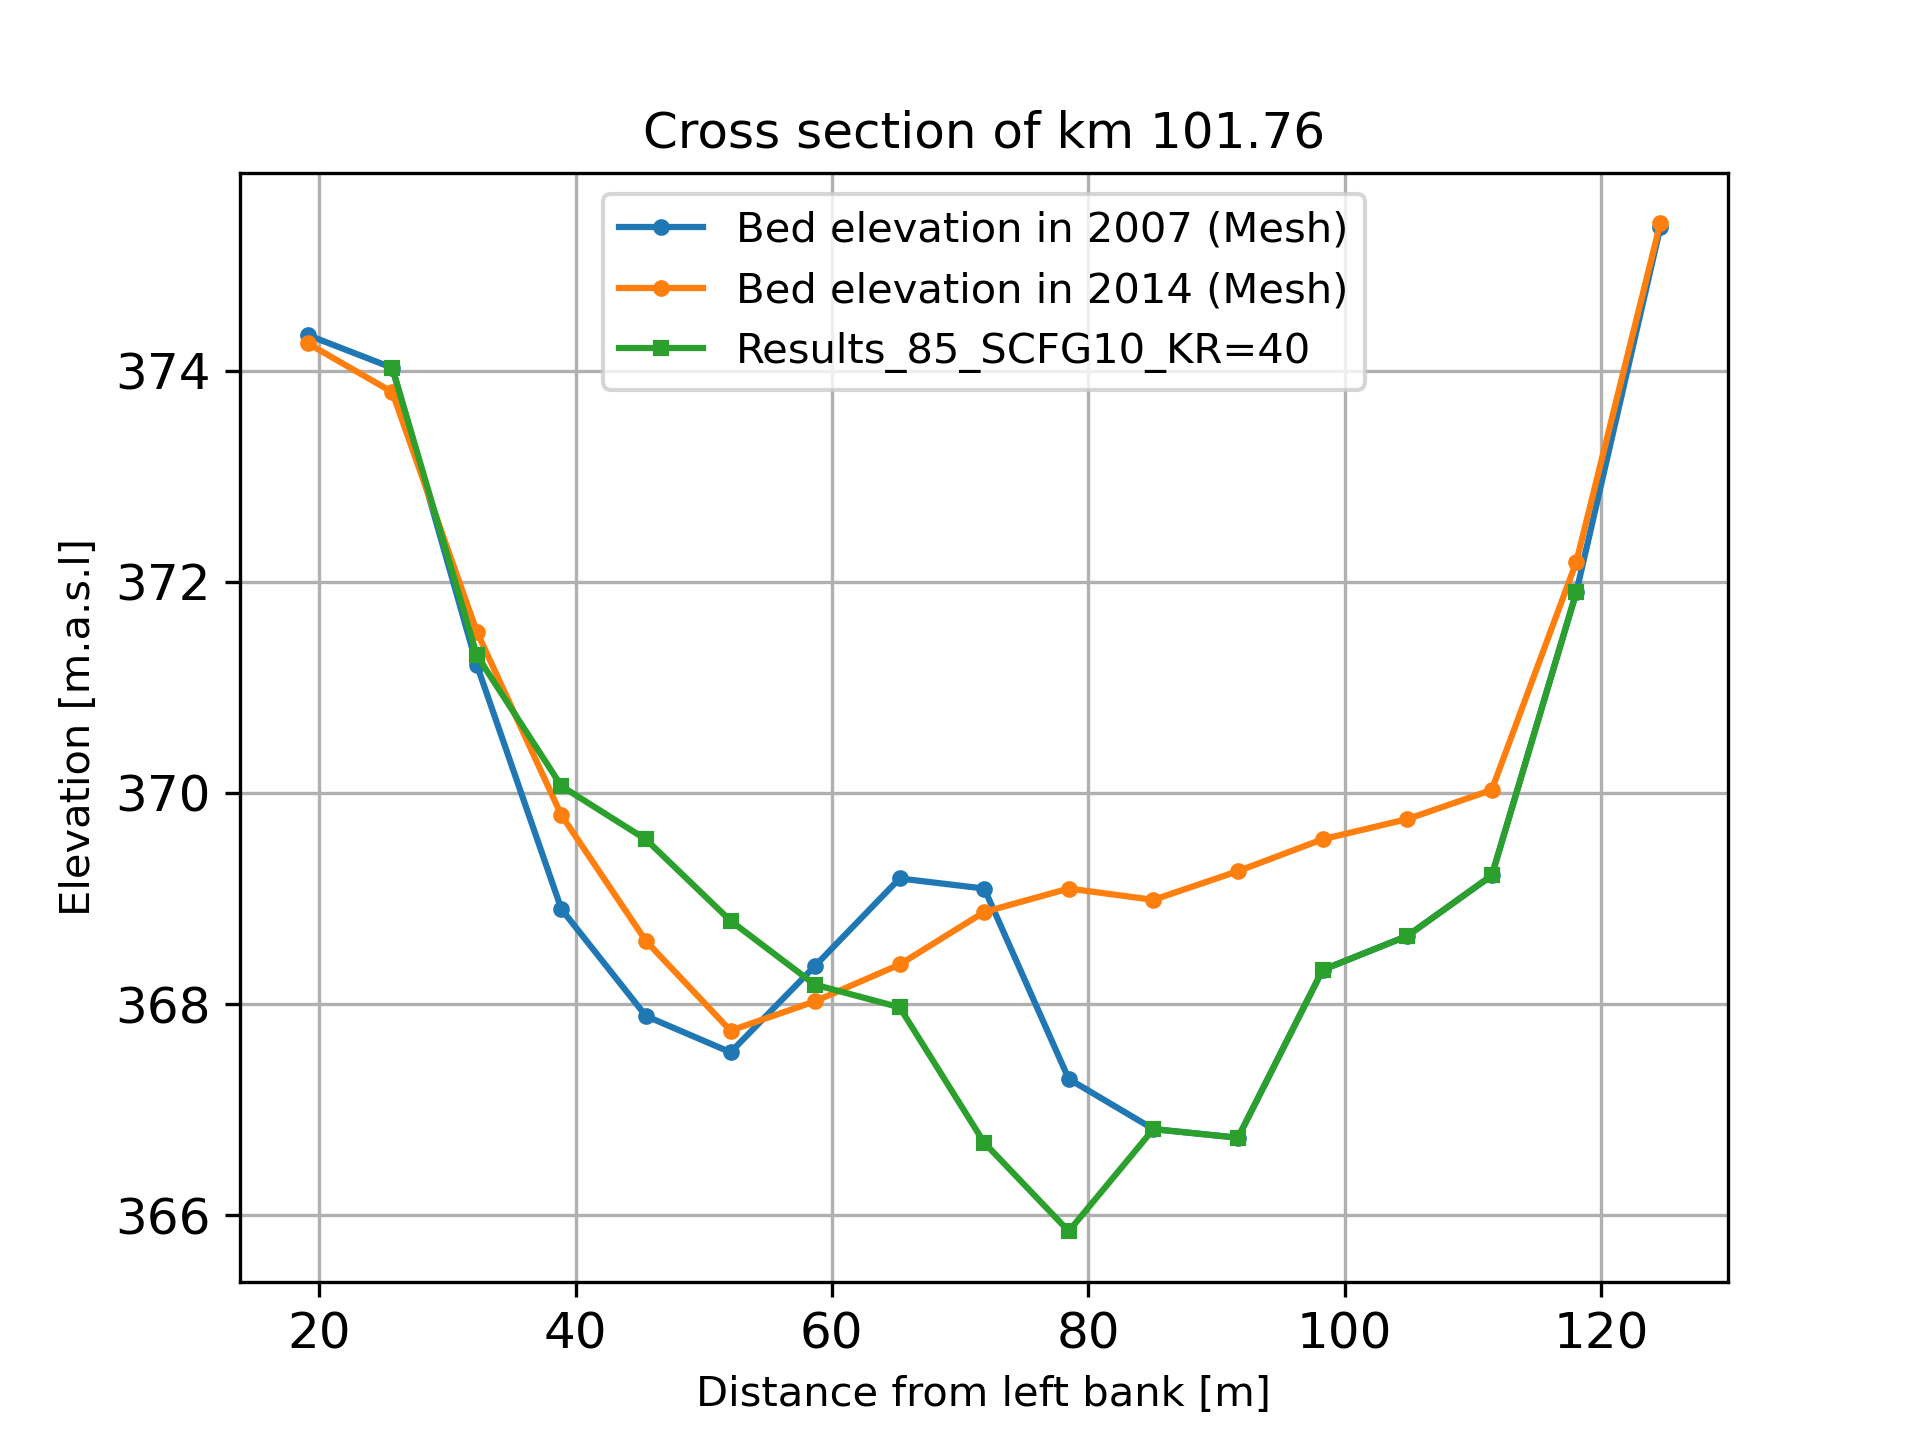 Cross section of km 101.76
Bed elevation in 2007 (Mesh)
Bed elevation in 2014 (Mesh)
Results_85_SCFG10_KR=40
Elevation [m.a.s.l]
374
372
370
368
366
20 40 60 80 100 120
Distance from left bank [m]